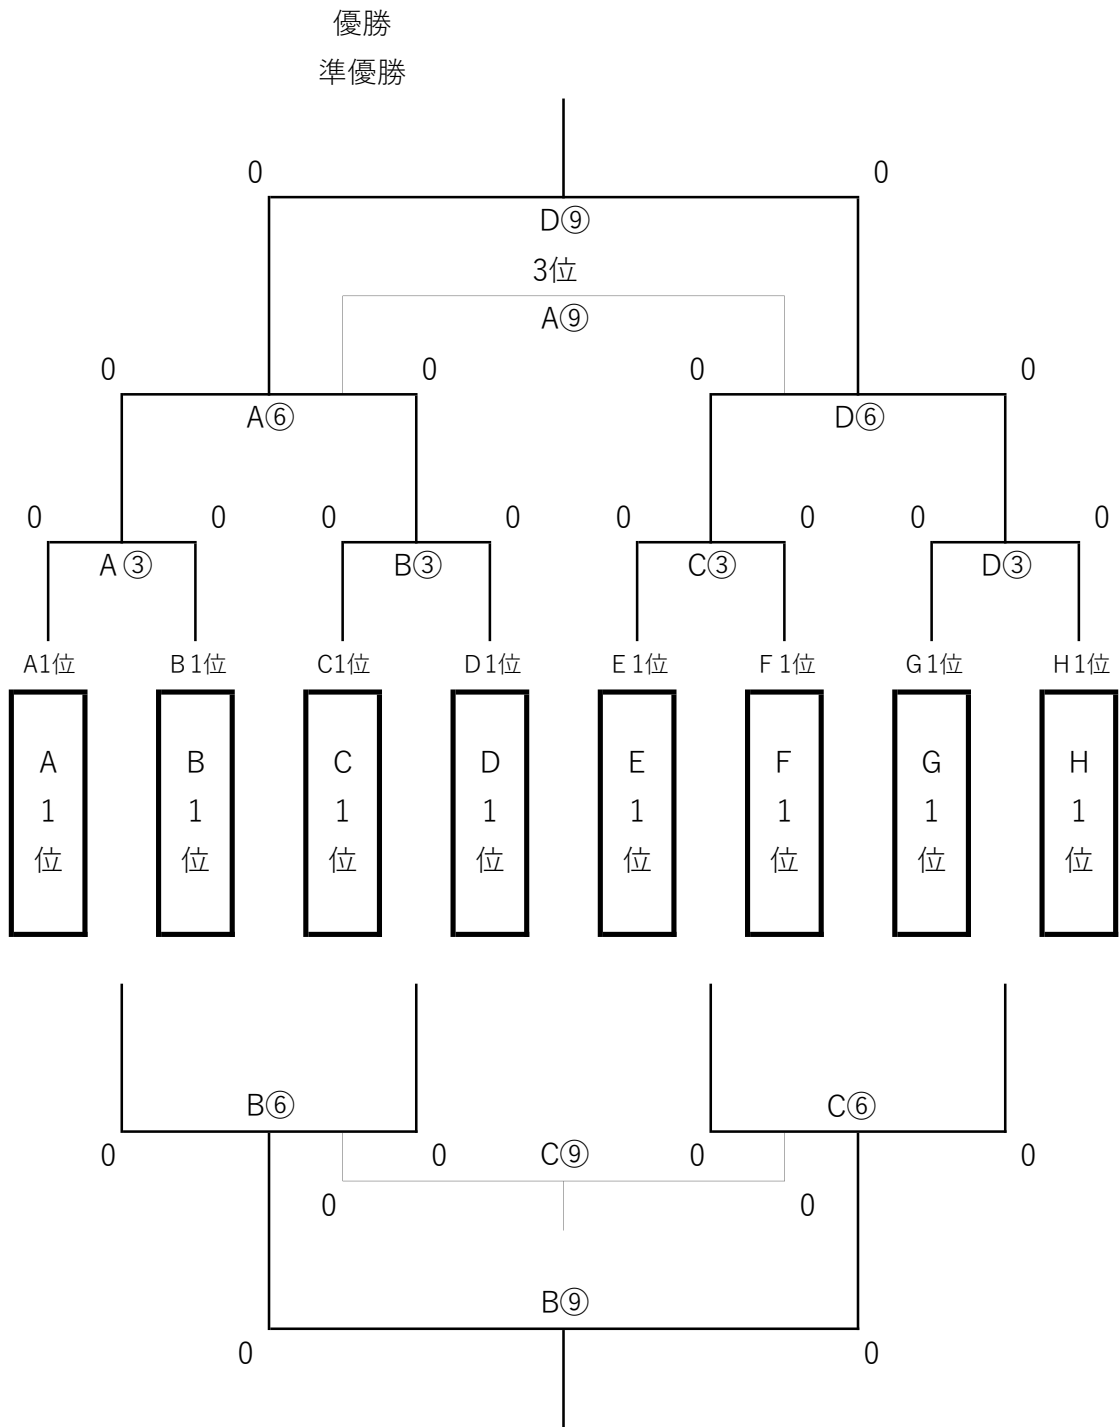 優勝
準優勝
0 0
D⑨
3位
A⑨
0 0 0 0
A⑥ D⑥
0 0 0 0 0 0 0 0
A③ B③ C③ D③
A1位 B1位 C1位 D1位 E1位 F1位 G1位 H1位
A B C D E F G H
1 1 1 1 1 1 1 1
位 位 位 位 位 位 位 位
B⑥ C⑥
0 0 C⑨ 0 0
0 0
B⑨
0 0